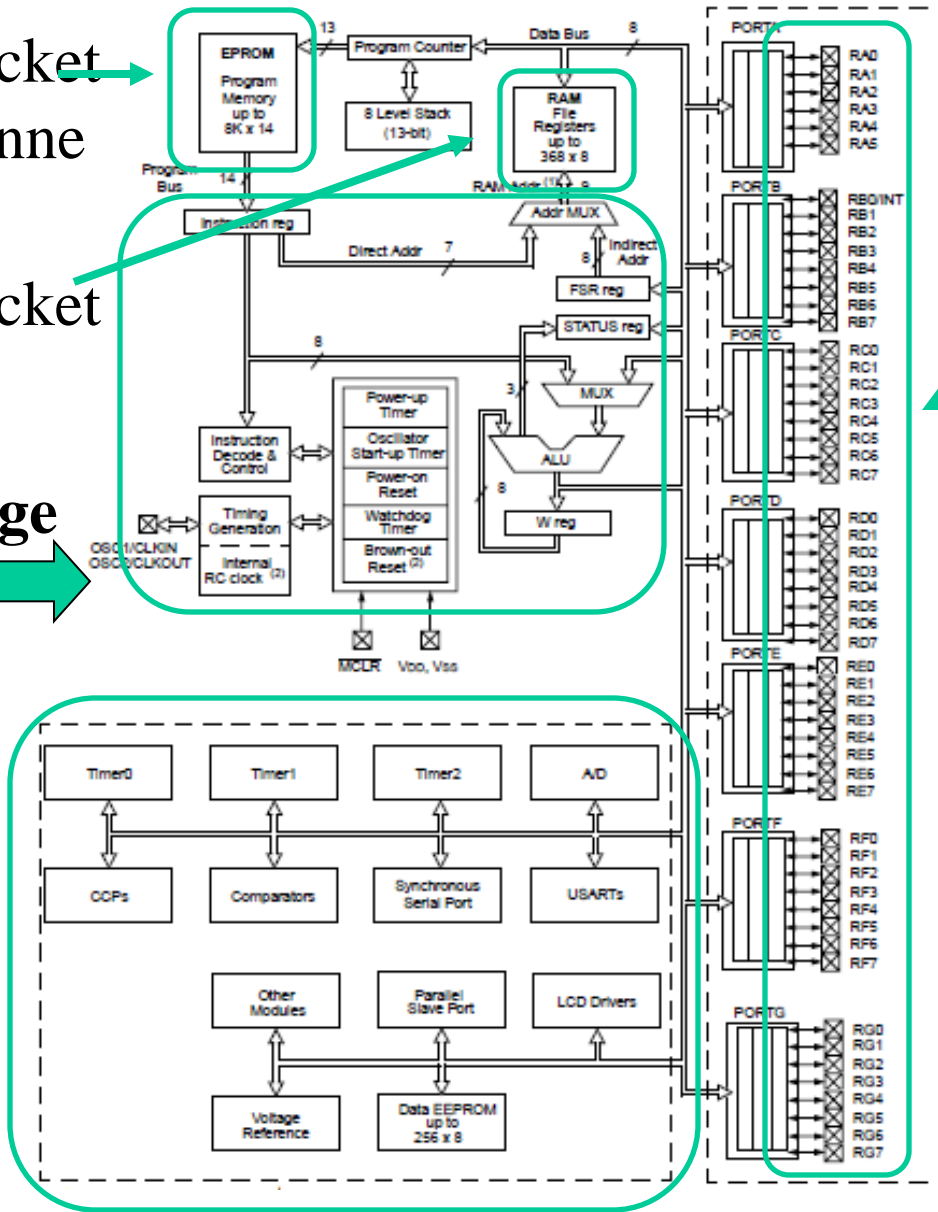 cket
nne
cket
ge
EPROM
Program
Memory
up to
8K x 14
13
Program Counter
8 Level Stack
(13-bit)
Data Bus
8
RAM
File
Registers
up to
368 x 8
Program
Bus
14
RAM Addr (1)
9
Instruction reg
Addr MUX
Direct Addr
7
8
Indirect
Addr
FSR reg
STATUS reg
8
3
MUX
ALU
8
W reg
Power-up
Timer
Oscillator
Start-up Timer
Power-on
Reset
Watchdog
Timer
Brown-out
Reset (2)
Instruction
Decode &
Control
Timing
Generation
Internal
RC clock (2)
OSC1/CLKIN
OSC2/CLKOUT
MCLR
VDD, VSS
Timer0
Timer1
Timer2
A/D
CCPs
Comparators
Synchronous
Serial Port
USARTs
Other
Modules
Parallel
Slave Port
LCD Drivers
Voltage
Reference
Data EEPROM
up to
256 x 8
PORTA
RA0
RA1
RA2
RA3
RA4
RA5
PORTB
RB0/INT
RB1
RB2
RB3
RB4
RB5
RB6
RB7
PORTC
RC0
RC1
RC2
RC3
RC4
RC5
RC6
RC7
PORTD
RD0
RD1
RD2
RD3
RD4
RD5
RD6
RD7
PORTE
RE0
RE1
RE2
RE3
RE4
RE5
RE6
RE7
PORTF
RF0
RF1
RF2
RF3
RF4
RF5
RF6
RF7
PORTG
RG0
RG1
RG2
RG3
RG4
RG5
RG6
RG7